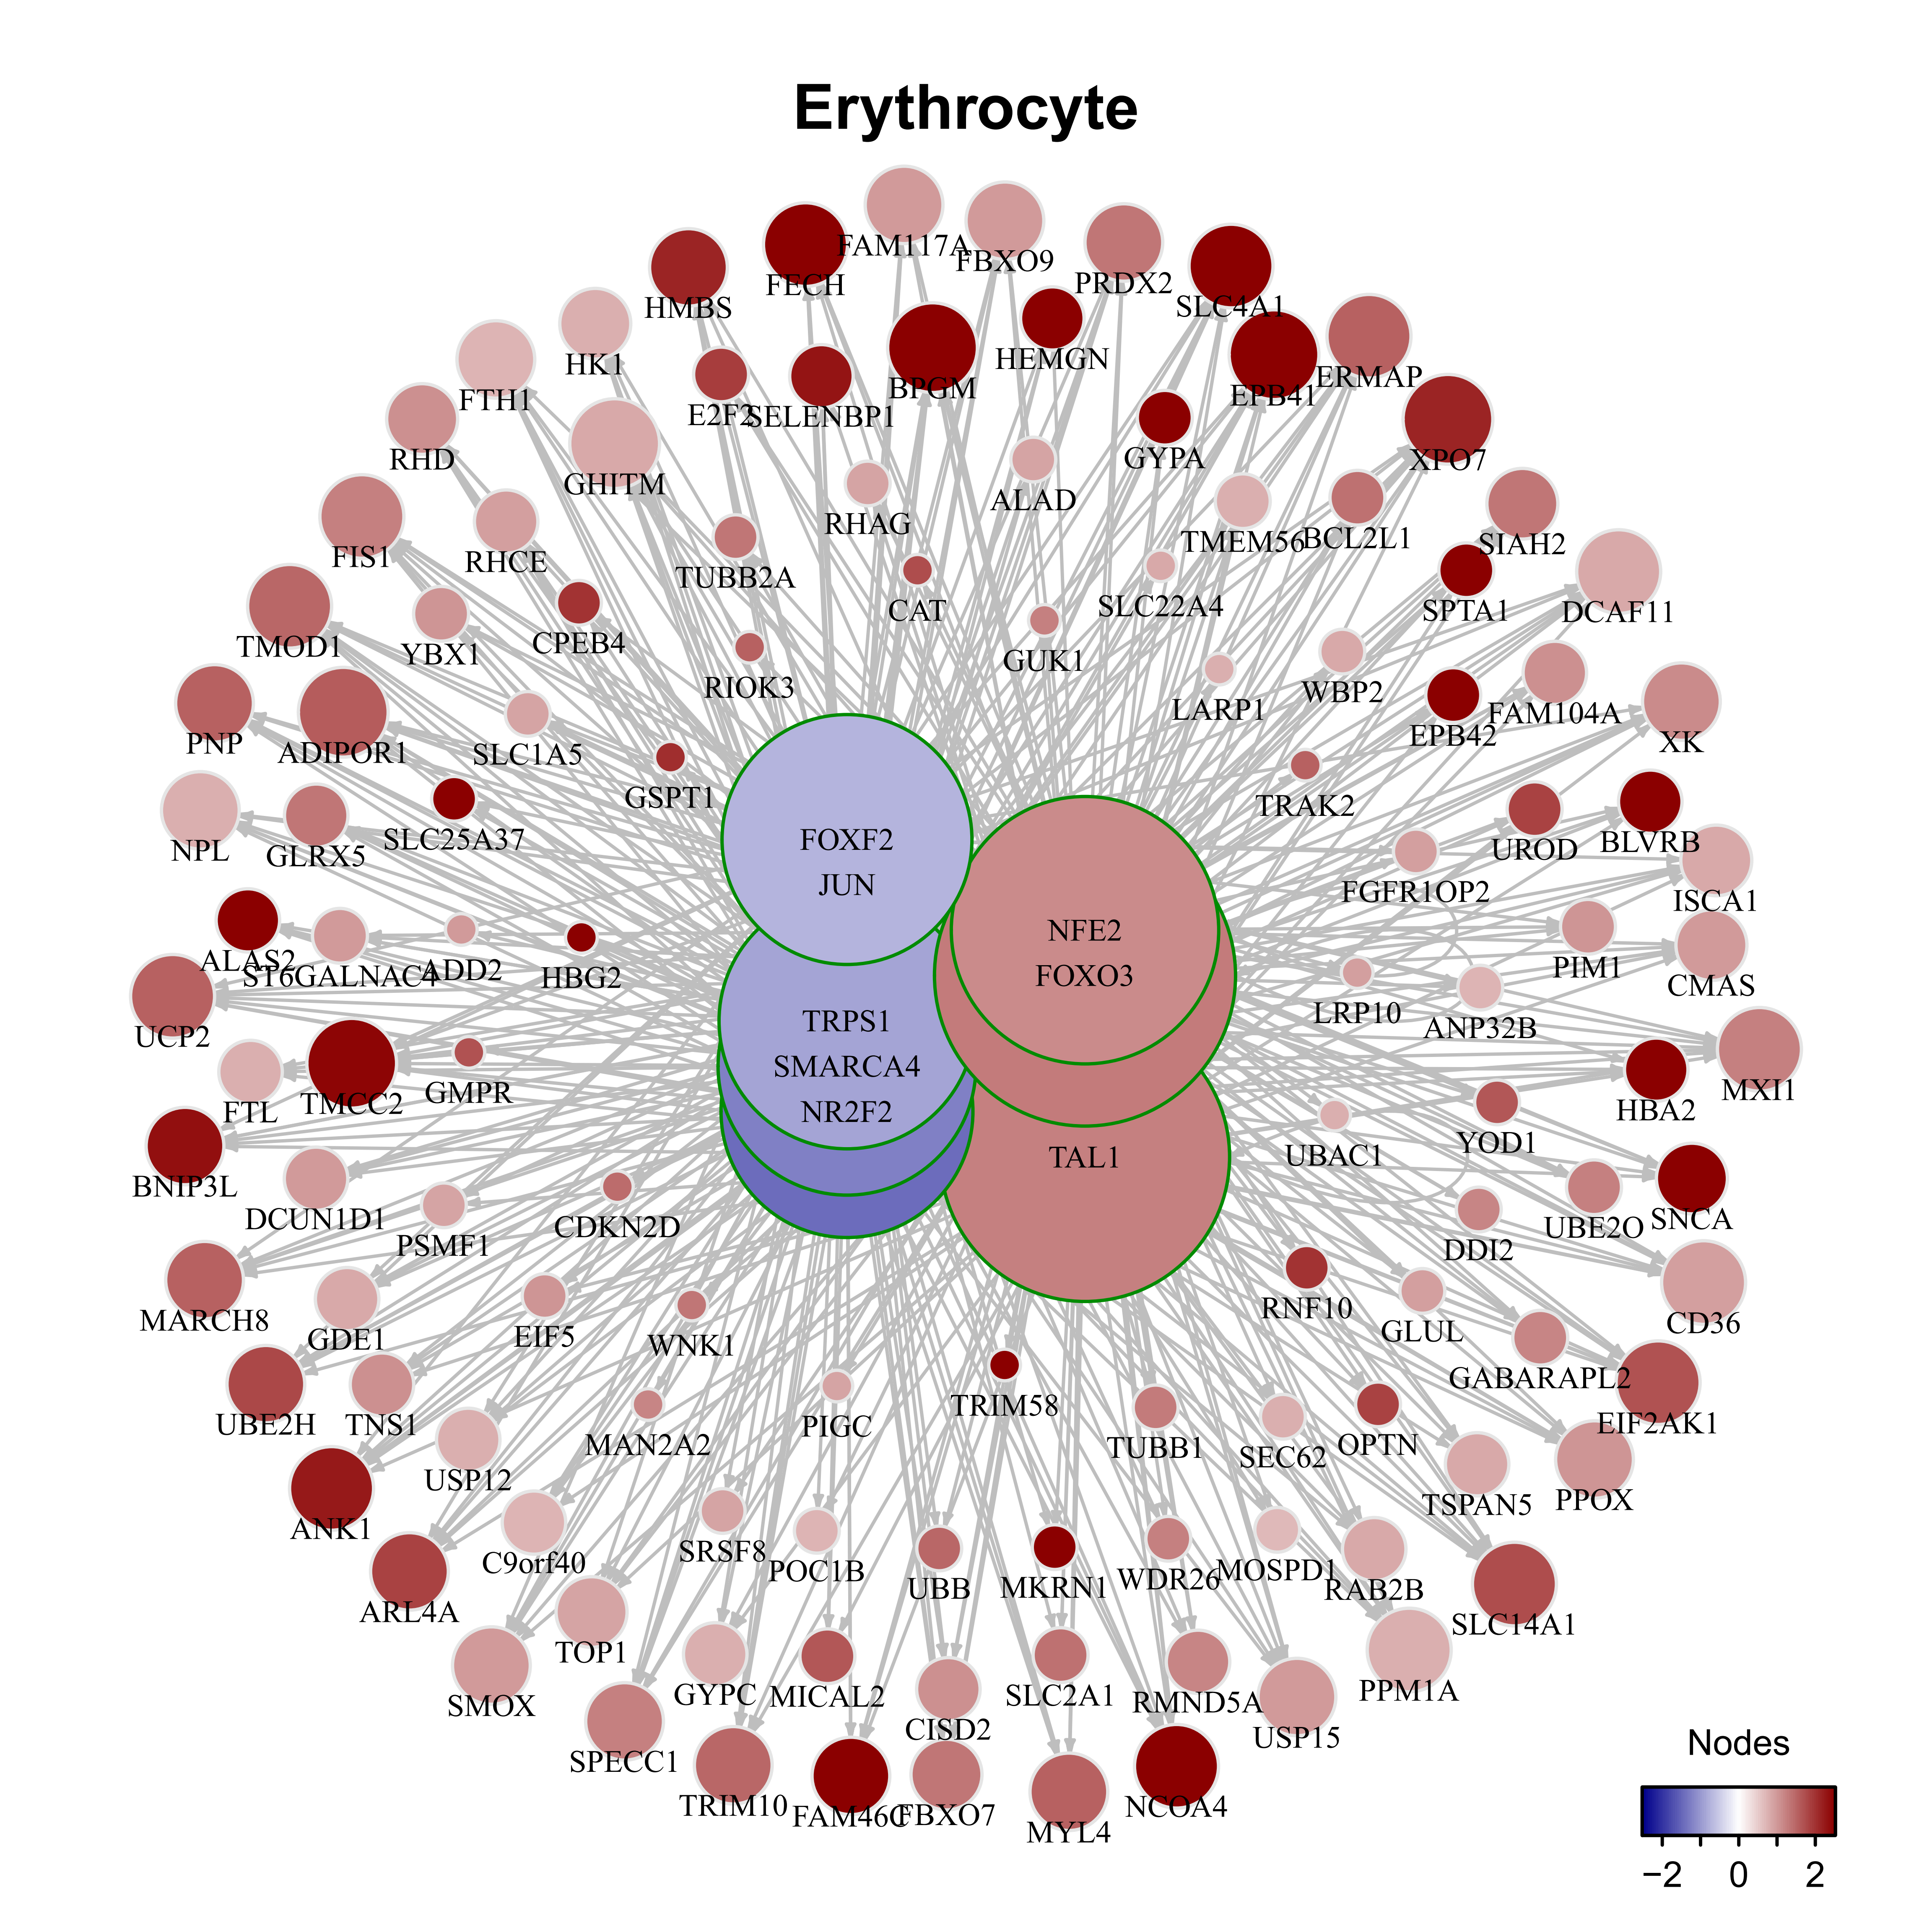 Erythrocyte
FAM117A
FBXO9
PRDX2
FECH
HMBS
SLC4A1
HK1
HEMGN
FTH1
E2F2
SELENBP1
BPGM
EPB41
ERMAP
RHD
GHITM
GYPA
XPO7
FIS1
RHCE
RHAG
ALAD
TMEM56
BCL2L1
SIAH2
TUBB2A
TMOD1
YBX1
CPEB4
CAT
SLC22A4
SPTA1
DCAF11
RIOK3
GUK1
LARP1
WBP2
PNP
ADIPOR1
SLC1A5
EPB42
FAM104A
XK
GSPT1
TRAK2
NPL
GLRX5
SLC25A37
FOXF2
JUN
FGFR1OP2
UROD
BLVRB
ISCA1
NFE2
FOXO3
ALAS2
ST6GALNAC4
ADD2
HBG2
PIM1
CMAS
UCP2
TRPS1
SMARCA4
NR2F2
LRP10
ANP32B
FTL
TMCC2
GMPR
MXI1
HBA2
YOD1
UBAC1
TAL1
BNIP3L
DCUN1D1
PSMF1
CDKN2D
DDI2
UBE2O
SNCA
MARCH8
GDE1
EIF5
WNK1
RNF10
GLUL
GABARAPL2
CD36
UBE2H
TNS1
USP12
MAN2A2
PIGC
TRIM58
TUBB1
SEC62
OPTN
EIF2AK1
ANK1
TSPAN5
PPOX
C9orf40
SRSF8
POC1B
UBB
MKRN1
WDR26
MOSPD1
RAB2B
ARL4A
SLC14A1
TOP1
SMOX
GYPC
MICAL2
CISD2
SLC2A1
RMND5A
USP15
PPM1A
SPECC1
TRIM10
FAM46C
FBXO7
MYL4
NCOA4
Nodes
−2 0 2